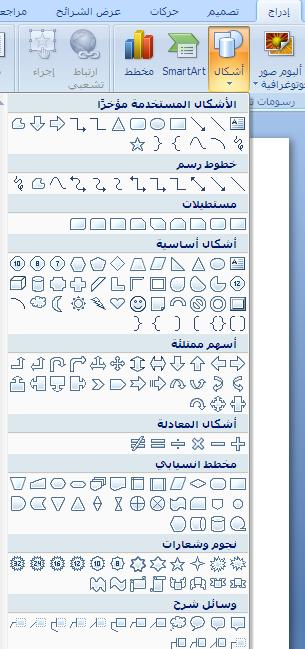 إدراج تصميم حركات عرض الشرائح مراجعة
ألبوم صور فوتوغرافية أشكال SmartArt مخطط ارتباط تشعبي إجراء
رسومات
الأشكال المستخدمة مؤخرًا
خطوط رسم
مستطيلات
أشكال أساسية
أسهم ممتلئة
أشكال المعادلة
مخطط انسيابي
نجوم وشعارات
وسائل شرح